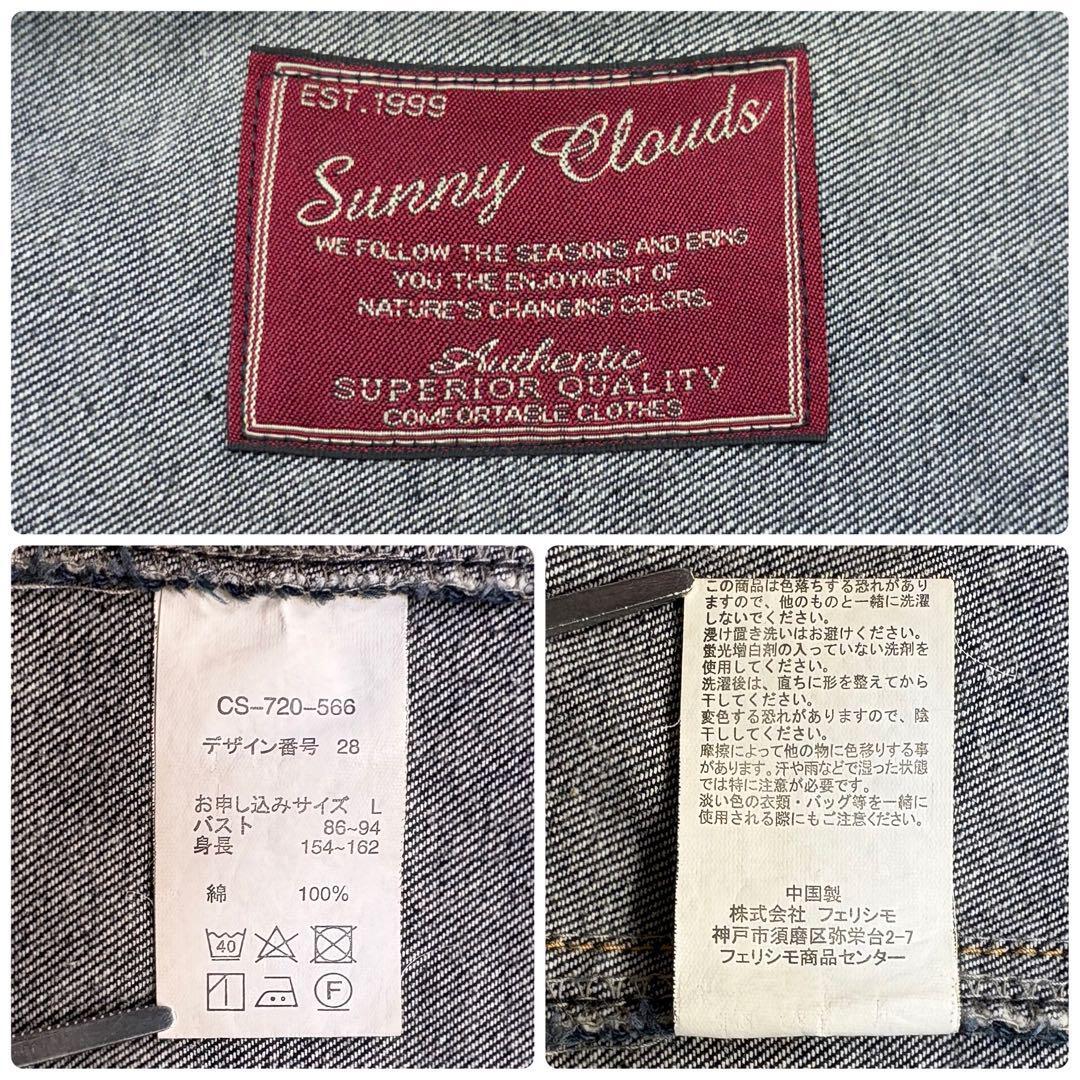 EST.1999
Sunny Clouds
WE FOLLOW THE SEASONS AND BRING
YOU THE ENJOYMENT OF
NATURE'S CHANGING COLORS.
Authentic
SUPERIOR QUALITY
COMFORTABLE CLOTHES
CS-720-566
デザイン番号 28
お申し込みサイズ L
バスト 86~94
身長 154~162
綿 100%
40
F
この商品は色落ちする恐れがあり
ますので、他のものと一緒に洗濯
しないでください。
浸け置き洗いはお避けください。
蛍光増白剤の入っていない洗剤を
使用してください。
洗濯後は、直ちに形を整えてから
干してください。
変色する恐れがありますので、陰
干ししてください。
摩擦によって他の物に色移りする事
があります。汗や雨などで湿った状態
では特に注意が必要です。
淡い色の衣類・バッグ等を一緒に
使用される際にもご注意ください。
中国製
株式会社 フェリシモ
神戸市須磨区弥栄台2-7
フェリシモ商品センター